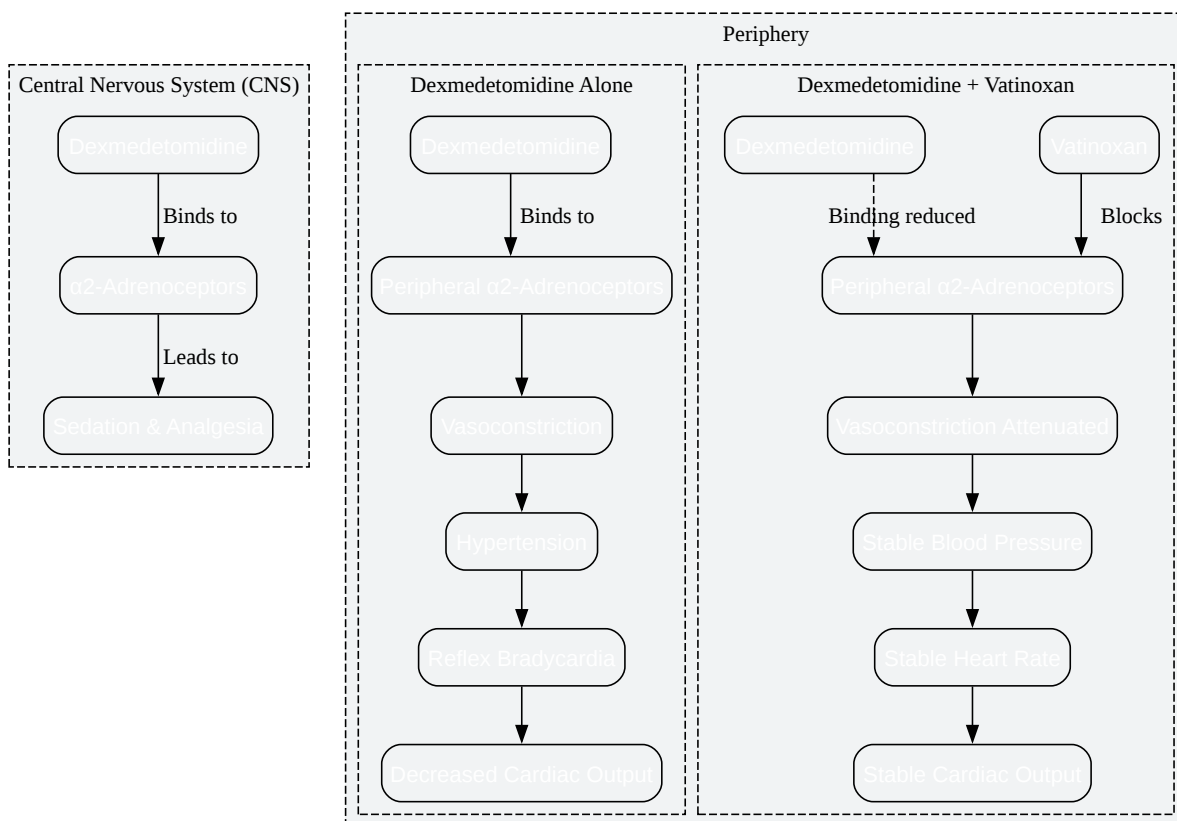 Periphery
Central Nervous System (CNS)
Dexmedetomidine
Binds to
α2-Adrenoceptors
Leads to
Sedation & Analgesia
Dexmedetomidine Alone
Dexmedetomidine
Binds to
Peripheral α2-Adrenoceptors
Vasoconstriction
Hypertension
Reflex Bradycardia
Decreased Cardiac Output
Dexmedetomidine + Vatinoxan
Dexmedetomidine
Vatinoxan
Binding reduced
Blocks
Peripheral α2-Adrenoceptors
Vasoconstriction Attenuated
Stable Blood Pressure
Stable Heart Rate
Stable Cardiac Output